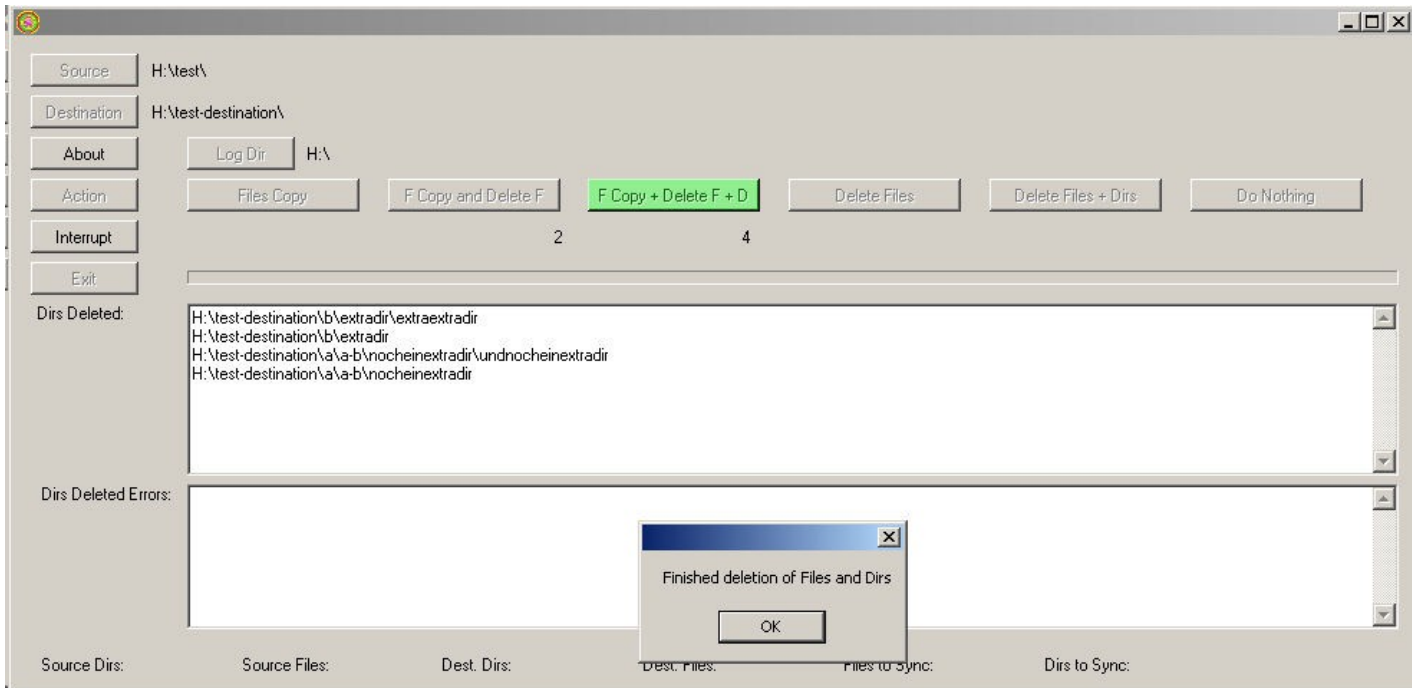 Source H:\test\
Destination H:\test-destination\
About Log Dir H:\
Action Files Copy F Copy and Delete F F Copy + Delete F + D Delete Files Delete Files + Dirs Do Nothing
Interrupt 2 4
Exit
Dirs Deleted:
H:\test-destination\b\extradir\extraextradir
H:\test-destination\b\extradir
H:\test-destination\a\a-b\nocheinextradir\undnocheinextradir
H:\test-destination\a\a-b\nocheinextradir
Dirs Deleted Errors:
Finished deletion of Files and Dirs
OK
Source Dirs: Source Files: Dest. Dirs: Dest. Files: Files to Sync: Dirs to Sync: